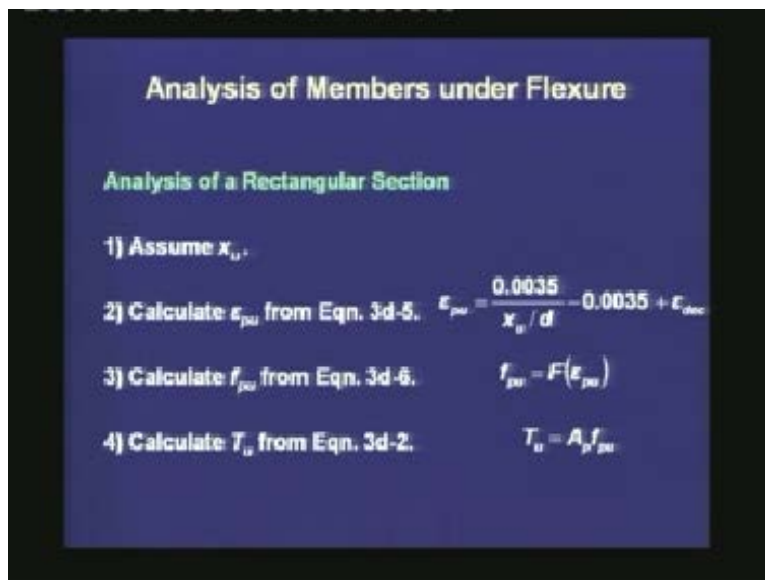 Analysis of Members under Flexure
Analysis of a Rectangular Section
1) Assume xᵤ.
2) Calculate εpu from Eqn. 3d-5. εpu = 0.0035 / (xᵤ / d) − 0.0035 + εdec
3) Calculate fpu from Eqn. 3d-6. fpu = F(εpu)
4) Calculate Tᵤ from Eqn. 3d-2. Tᵤ = Ap fpu